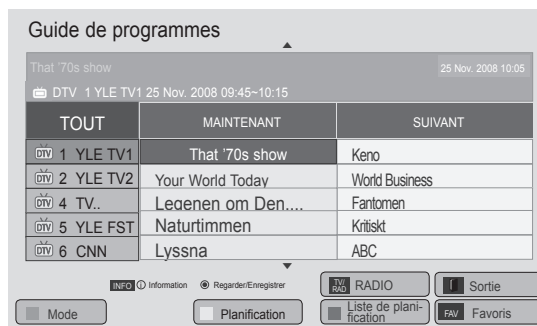 Guide de programmes
That '70s show 25 Nov. 2008 10:05
DTV 1 YLE TV1 25 Nov. 2008 09:45~10:15
TOUT MAINTENANT SUIVANT
DTV 1 YLE TV1 That '70s show Keno
DTV 2 YLE TV2 Your World Today World Business
DTV 4 TV.. Legenen om Den.... Fantomen
DTV 5 YLE FST Naturtimmen Kritiskt
DTV 6 CNN Lyssna ABC
INFO i Information Regarder/Enregistrer TV/RAD RADIO Sortie
Mode Planification Liste de plani-
fication FAV Favoris